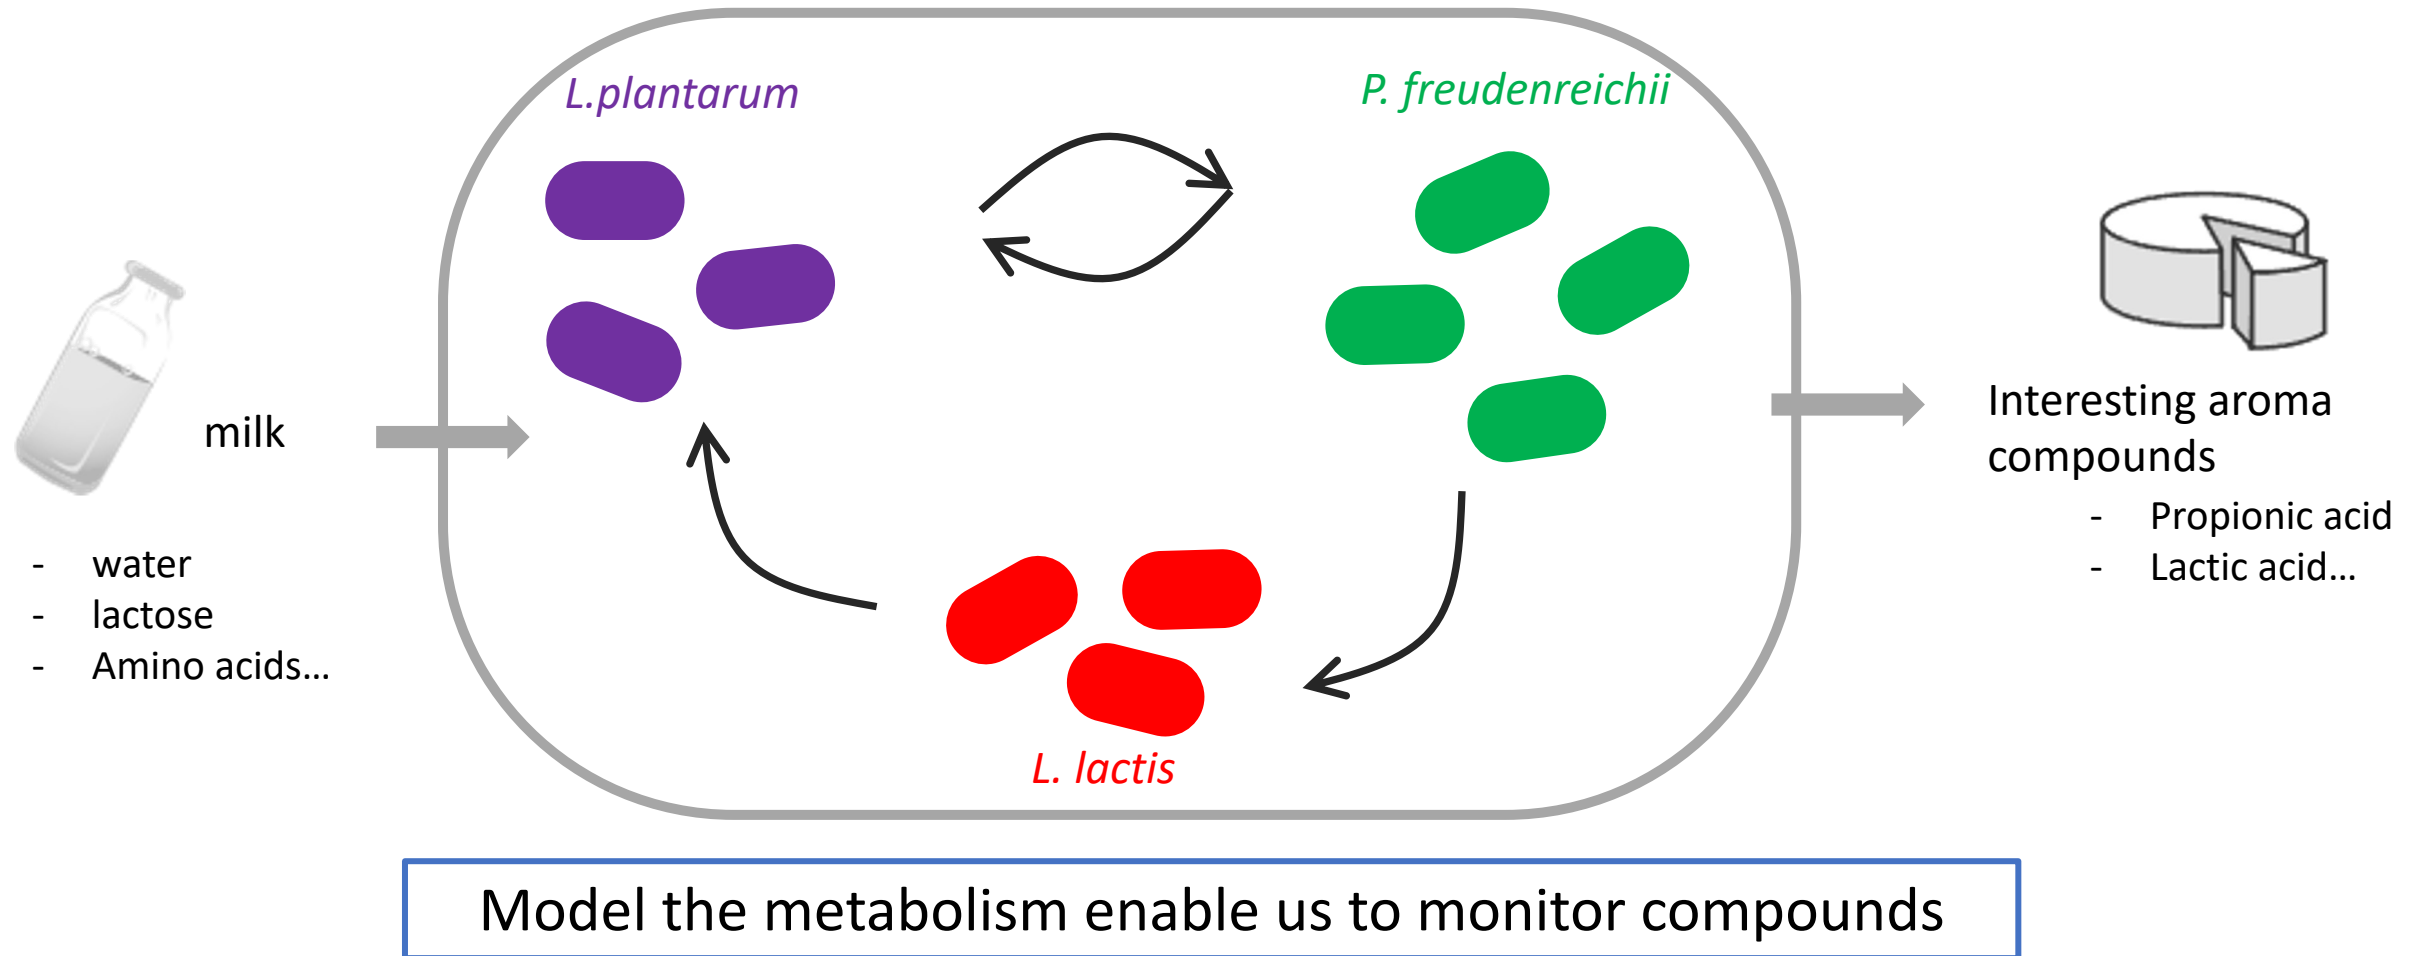 L.plantarum
P. freudenreichii
milk
- water
- lactose
- Amino acids...
L. lactis
Interesting aroma
compounds
- Propionic acid
- Lactic acid...
Model the metabolism enable us to monitor compounds